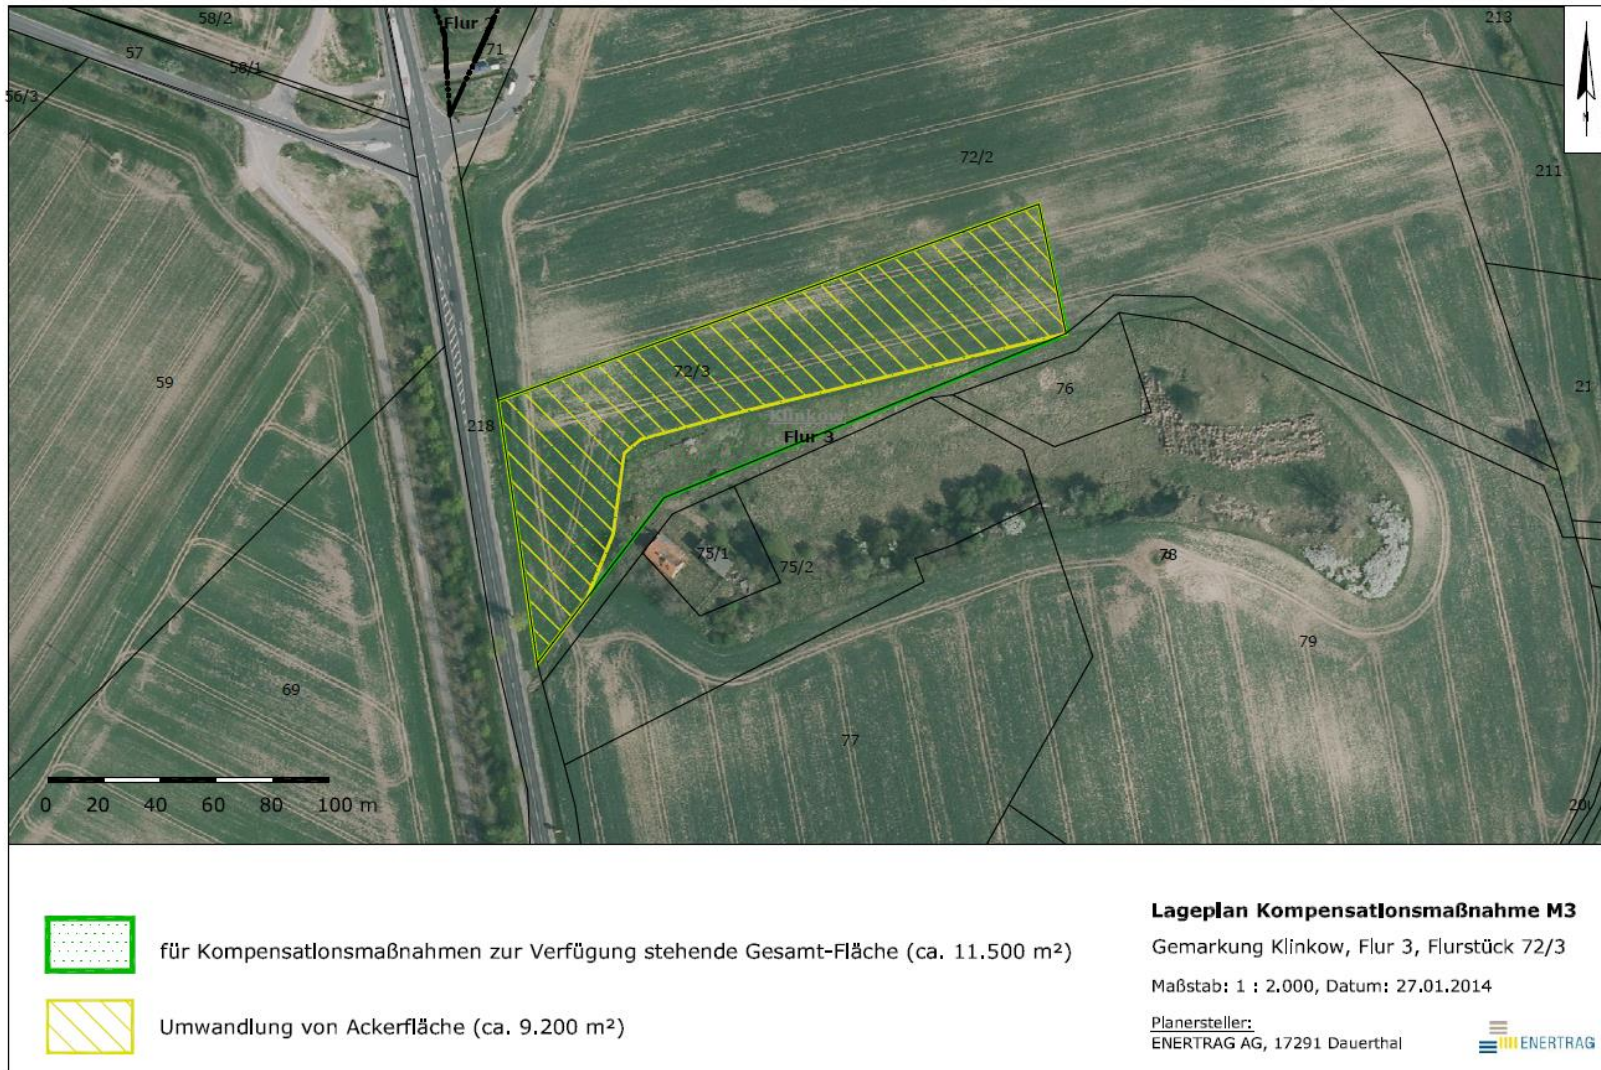 58/2
Flur
71
57
58/1
56/3
213
N
72/2
211
59
72/3
76
21
218
Klinkow
Flur 3
75/1
75/2
78
79
69
77
0 20 40 60 80 100 m
20
für Kompensationsmaßnahmen zur Verfügung stehende Gesamt-Fläche (ca. 11.500 m²)
Umwandlung von Ackerfläche (ca. 9.200 m²)
Lageplan Kompensationsmaßnahme M3
Gemarkung Klinkow, Flur 3, Flurstück 72/3
Maßstab: 1 : 2.000, Datum: 27.01.2014
Planersteller:
ENERTRAG AG, 17291 Dauerthal
ENERTRAG